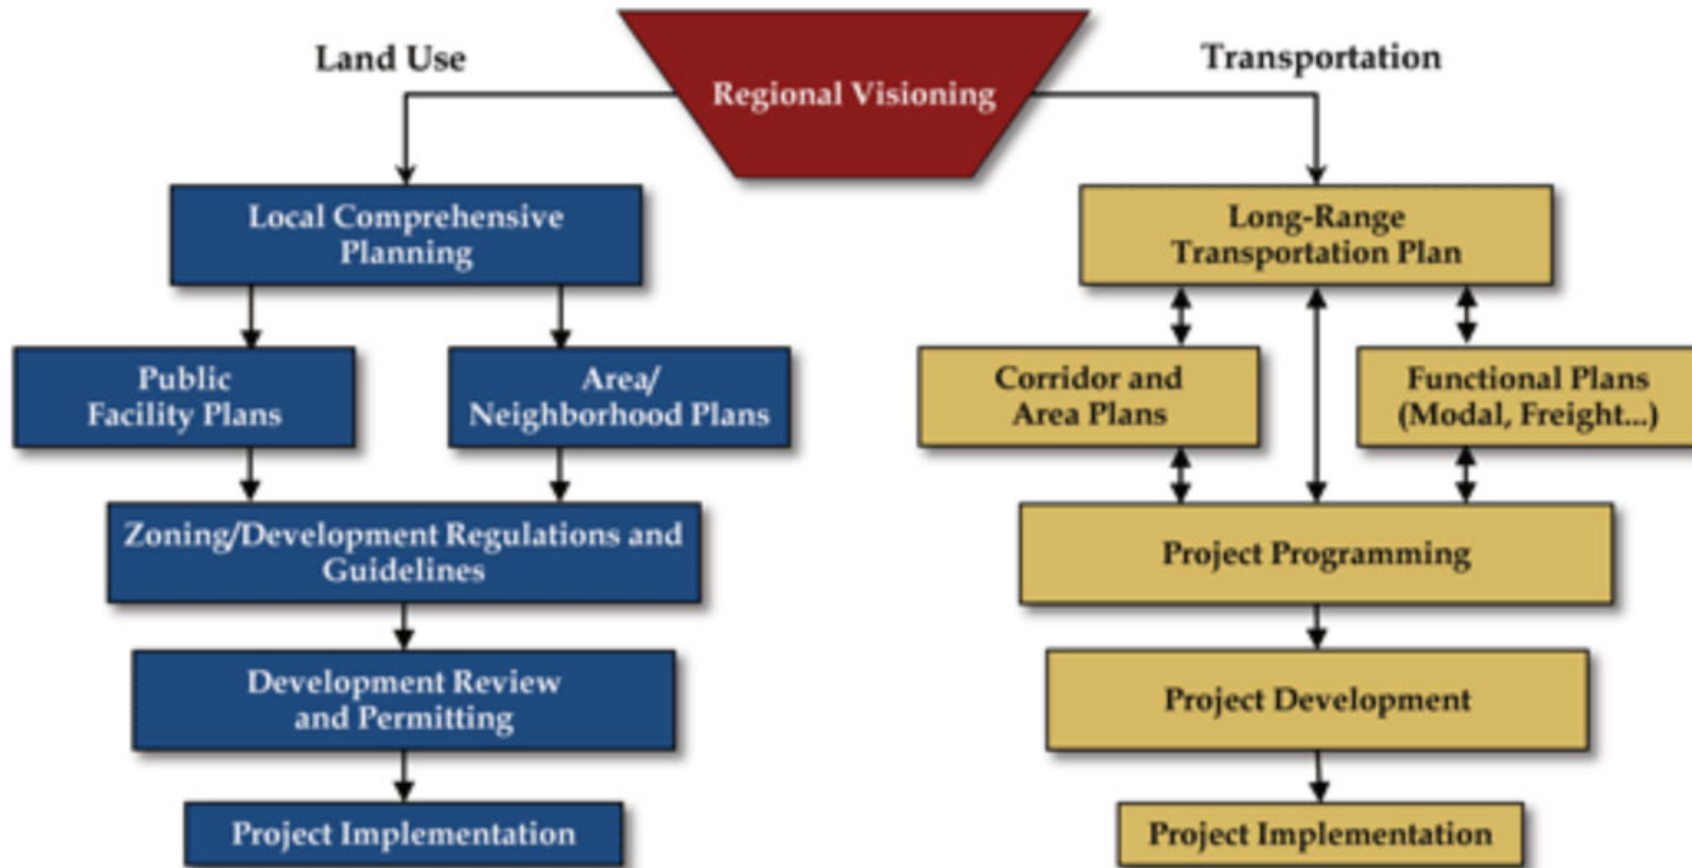 Land Use
Regional Visioning
Transportation
Local Comprehensive
Planning
Long-Range
Transportation Plan
Public
Facility Plans
Area/
Neighborhood Plans
Corridor and
Area Plans
Functional Plans
(Modal, Freight...)
Zoning/Development Regulations and
Guidelines
Project Programming
Development Review
and Permitting
Project Development
Project Implementation
Project Implementation